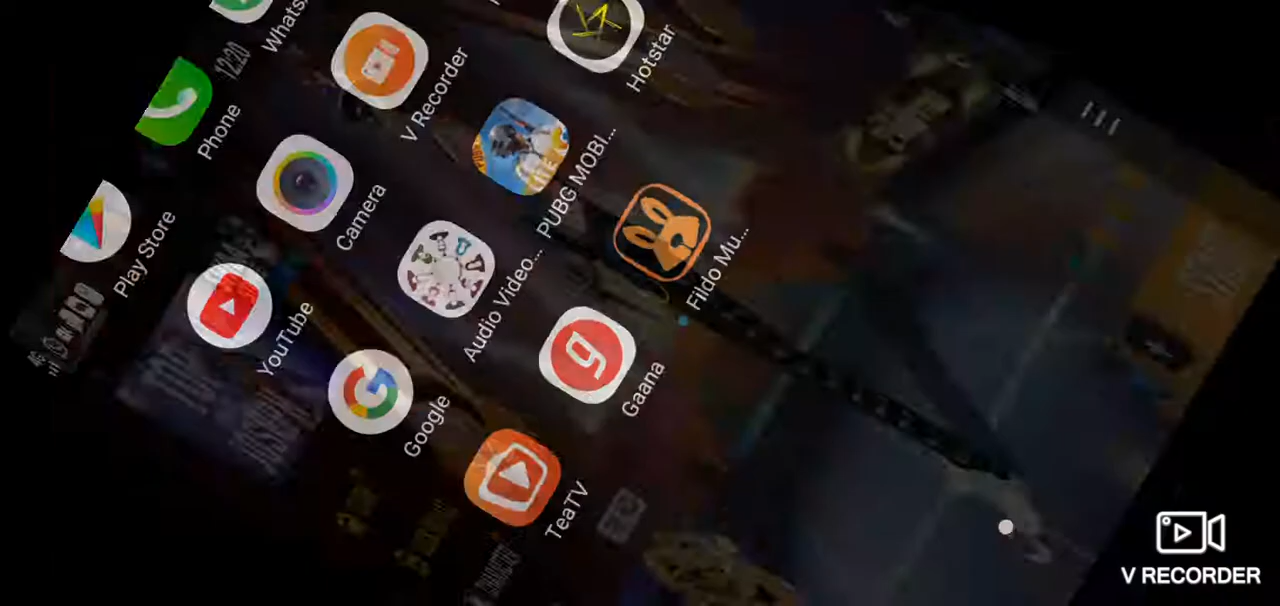 Whats
12:20
Phone
Play Store
4G
V Recorder
Camera
YouTube
Hotstar
PUBG MOBI...
Audio Video...
Google
Fildo Mu...
Gaana
TeaTV
V RECORDER